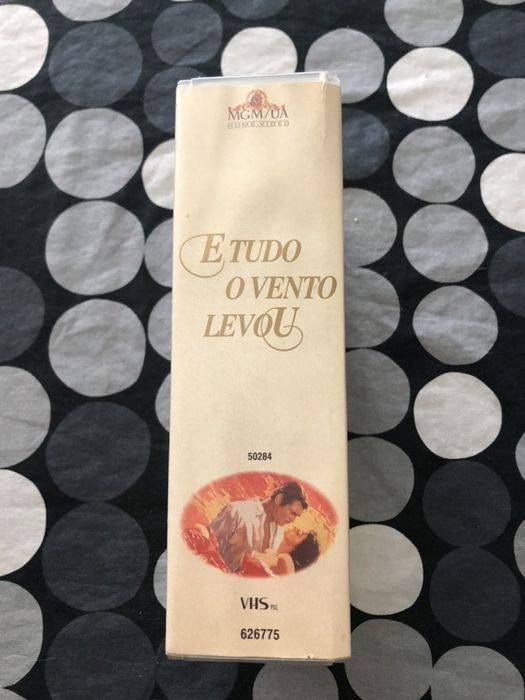 MGM/UA
HOME VIDEO
E TUDO
O VENTO
LEVOU
50284
VHS PAL
626775